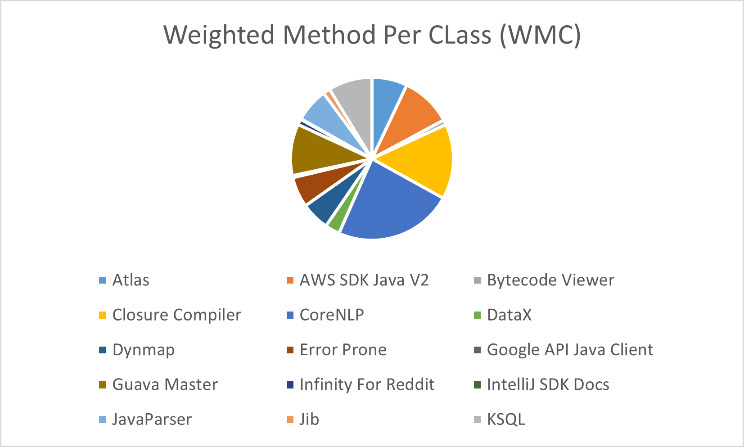 Weighted Method Per CLass (WMC)
Atlas AWS SDK Java V2 Bytecode Viewer
Closure Compiler CoreNLP DataX
Dynmap Error Prone Google API Java Client
Guava Master Infinity For Reddit IntelliJ SDK Docs
JavaParser Jib KSQL